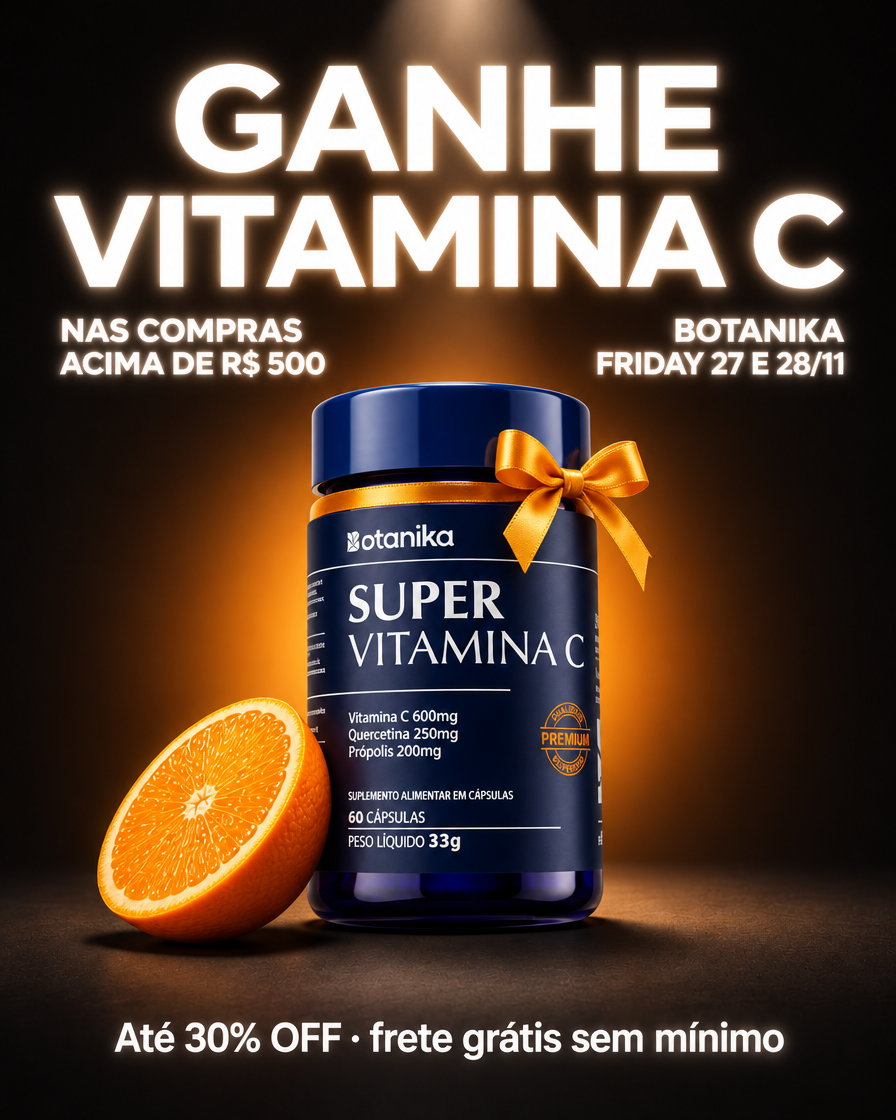 GANHE
VITAMINA C
NAS COMPRAS
ACIMA DE R$ 500
BOTANIKA
FRIDAY 27 E 28/11
Botanika
SUPER
VITAMINA C
Vitamina C 600mg
Quercetina 250mg
Própolis 200mg
PREMIUM
SUPLEMENTO ALIMENTAR EM CÁPSULAS
60 CÁPSULAS
PESO LÍQUIDO 33g
Até 30% OFF · frete grátis sem mínimo